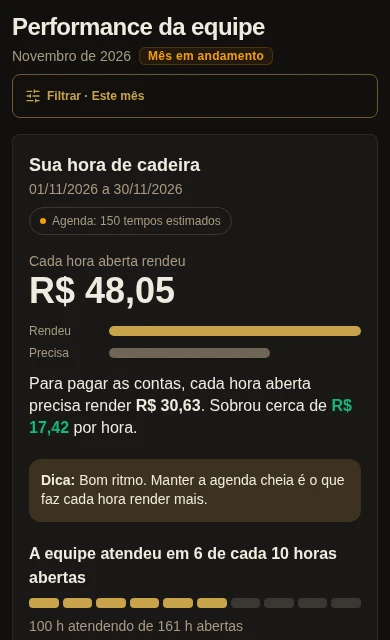 Performance da equipe
Novembro de 2026 Mês em andamento
Filtrar · Este mês
Sua hora de cadeira
01/11/2026 a 30/11/2026
Agenda: 150 tempos estimados
Cada hora aberta rendeu
R$ 48,05
Rendeu
Precisa
Para pagar as contas, cada hora aberta
precisa render R$ 30,63. Sobrou cerca de R$
17,42 por hora.
Dica: Bom ritmo. Manter a agenda cheia é o que
faz cada hora render mais.
A equipe atendeu em 6 de cada 10 horas
abertas
100 h atendendo de 161 h abertas